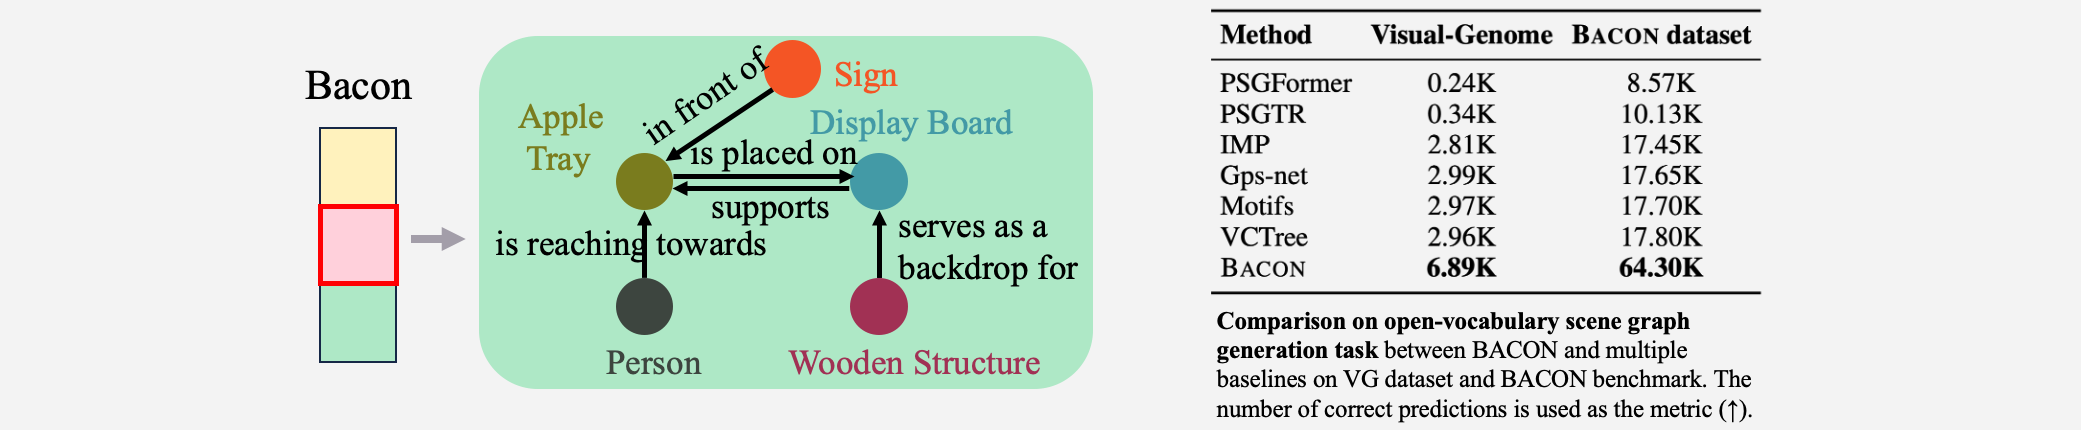 Bacon
Sign
in front of
Apple
Tray
Display Board
is placed on
supports
is reaching towards
serves as a
backdrop for
Person
Wooden Structure
Method Visual-Genome BACON dataset
PSGFormer 0.24K 8.57K
PSGTR 0.34K 10.13K
IMP 2.81K 17.45K
Gps-net 2.99K 17.65K
Motifs 2.97K 17.70K
VCTree 2.96K 17.80K
BACON 6.89K 64.30K
Comparison on open-vocabulary scene graph
generation task between BACON and multiple
baselines on VG dataset and BACON benchmark. The
number of correct predictions is used as the metric (↑).